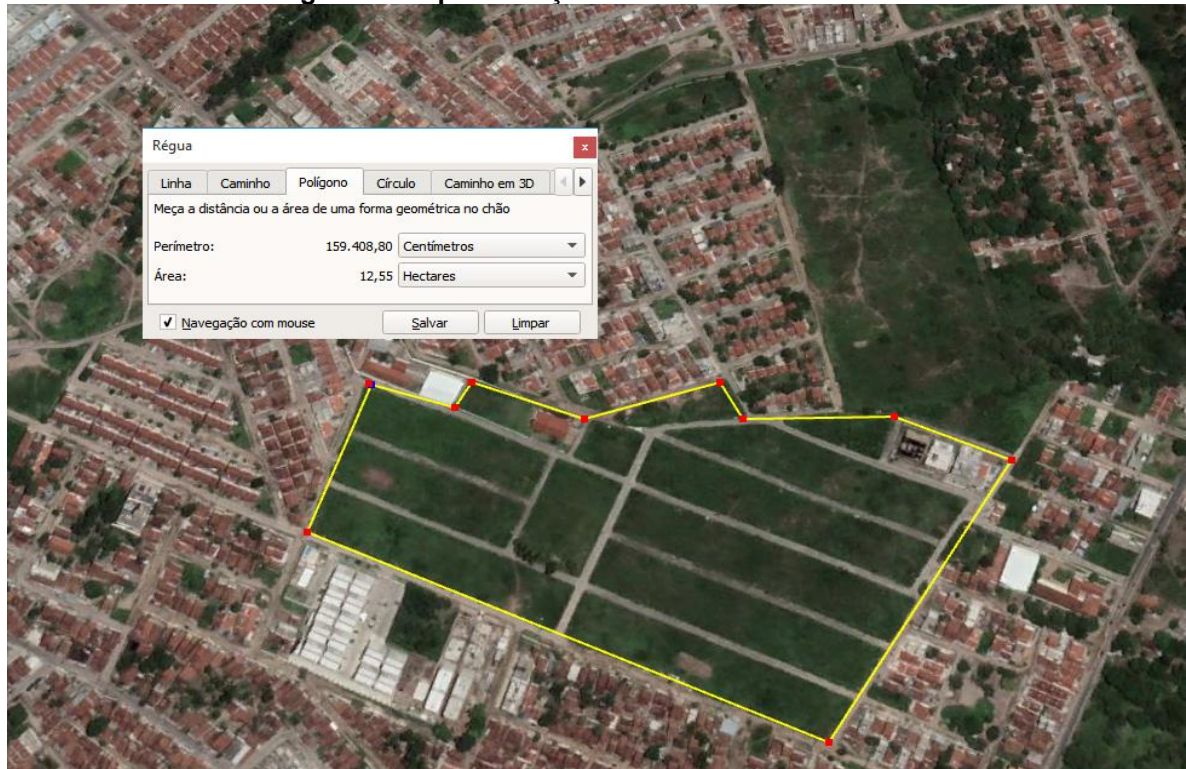 Régua
Linha Caminho Polígono Círculo Caminho em 3D
Meça a distância ou a área de uma forma geométrica no chão
Perímetro: 159.408,80 Centímetros
Área: 12,55 Hectares
Navegação com mouse Salvar Limpar